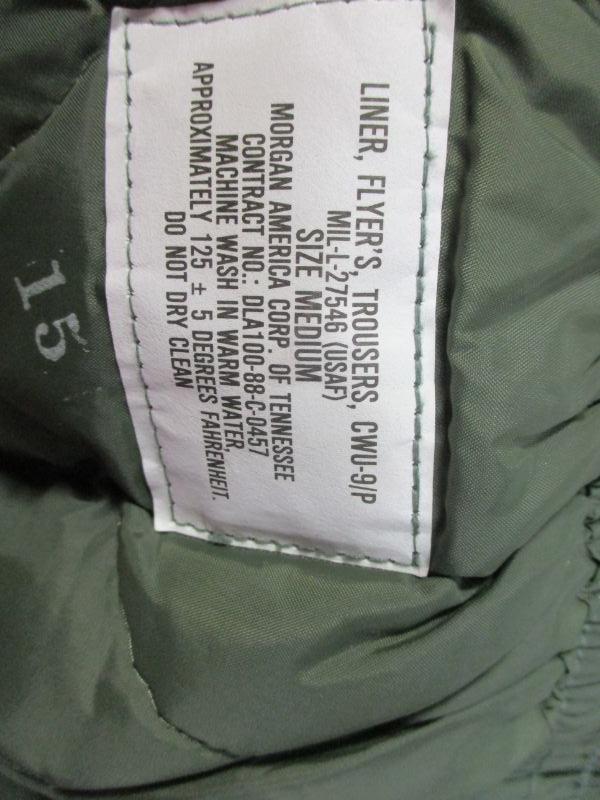 LINER, FLYER'S, TROUSERS, CWU-9/P
MIL-L-27546 (USAF)
SIZE MEDIUM
MORGAN AMERICA CORP. OF TENNESSEE
CONTRACT NO.: DLA100-88-C-0457
MACHINE WASH IN WARM WATER,
APPROXIMATELY 125 ± 5 DEGREES FAHRENHEIT.
DO NOT DRY CLEAN
15